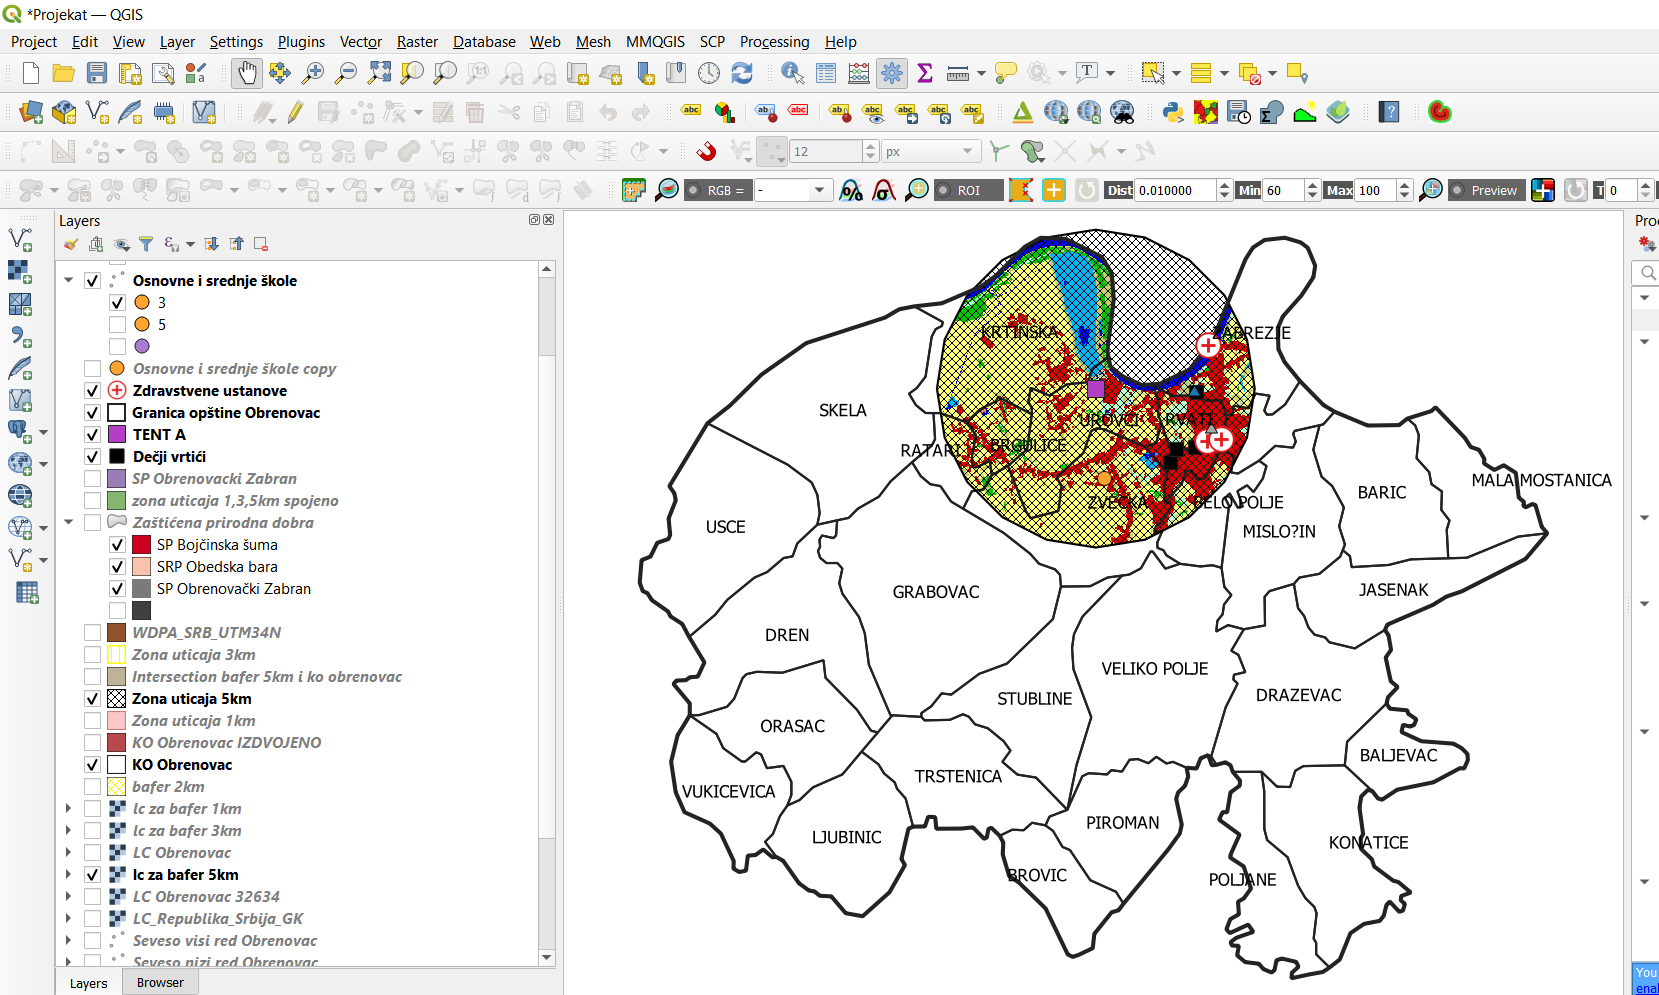 *Projekat — QGIS
Project Edit View Layer Settings Plugins Vector Raster Database Web Mesh MMQGIS SCP Processing Help
12 px
RGB = - ROI Dist 0.010000 Min 60 Max 100 Preview T 0
Layers
Osnovne i srednje škole
3
5
Osnovne i srednje škole copy
Zdravstvene ustanove
Granica opštine Obrenovac
TENT A
Dečji vrtići
SP Obrenovacki Zabran
zona uticaja 1,3,5km spojeno
Zaštićena prirodna dobra
SP Bojčinska šuma
SRP Obedska bara
SP Obrenovački Zabran
WDPA_SRB_UTM34N
Zona uticaja 3km
Intersection bafer 5km i ko obrenovac
Zona uticaja 5km
Zona uticaja 1km
KO Obrenovac IZDVOJENO
KO Obrenovac
bafer 2km
lc za bafer 1km
lc za bafer 3km
LC Obrenovac
lc za bafer 5km
LC Obrenovac 32634
LC_Republika_Srbija_GK
Seveso visi red Obrenovac
Seveso nizi red Obrenovac
Layers Browser
KRTINSKA
ZABREZJE
SKELA
UROVCI
RVATI
RATARI
BRGULICE
ZVECKA
BELO POLJE
MALA MOSTANICA
BARIC
USCE
MISLO?IN
GRABOVAC
JASENAK
DREN
VELIKO POLJE
STUBLINE
DRAZEVAC
ORASAC
BALJEVAC
TRSTENICA
VUKICEVICA
PIROMAN
LJUBINIC
KONATICE
BROVIC
POLJANE
Proc
You
enal